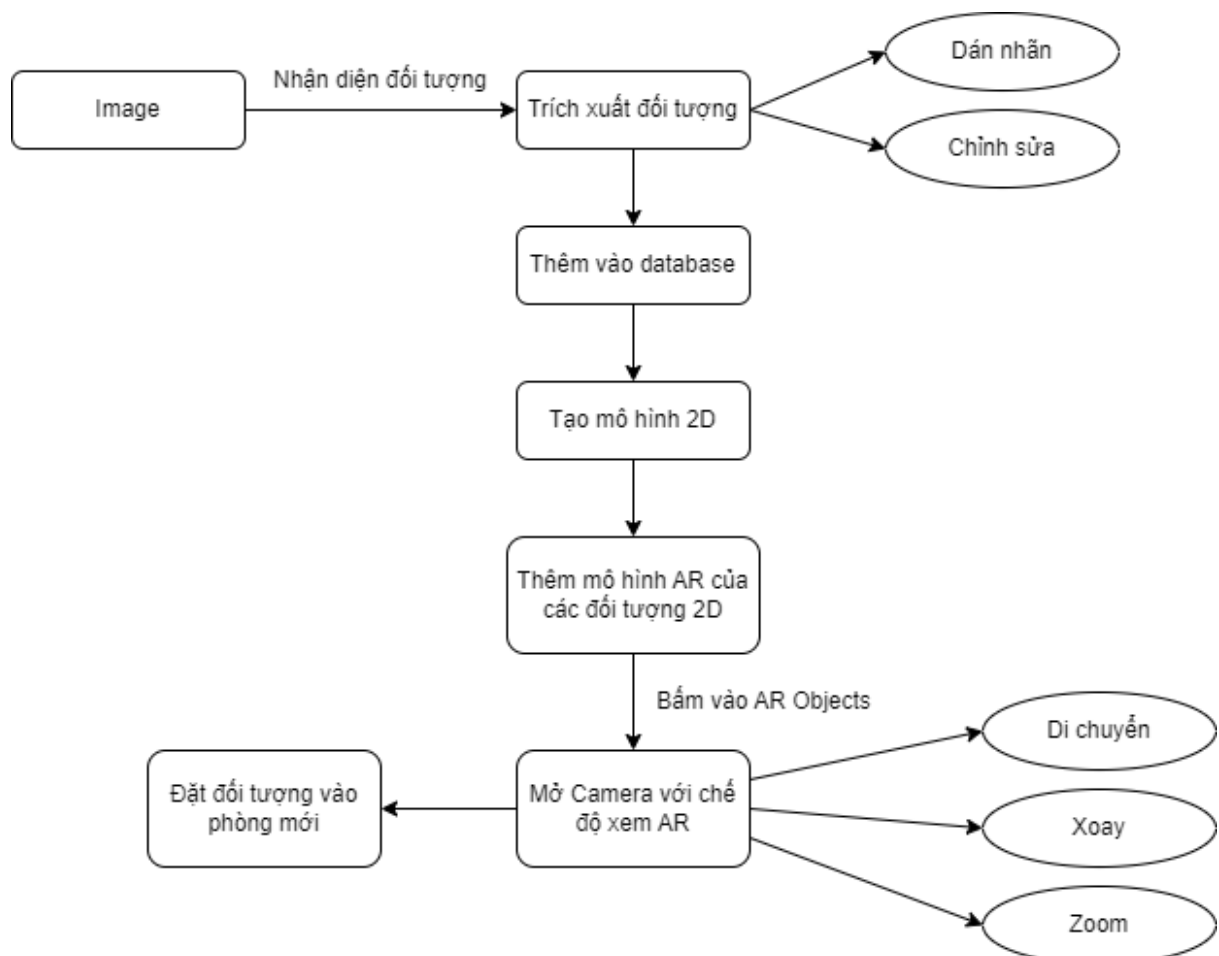 Dán nhãn
Nhận diện đối tượng
Image
Trích xuất đối tượng
Chỉnh sửa
Thêm vào database
Tạo mô hình 2D
Thêm mô hình AR của
các đối tượng 2D
Bấm vào AR Objects
Di chuyển
Đặt đối tượng vào
phòng mới
Mở Camera với chế
độ xem AR
Xoay
Zoom